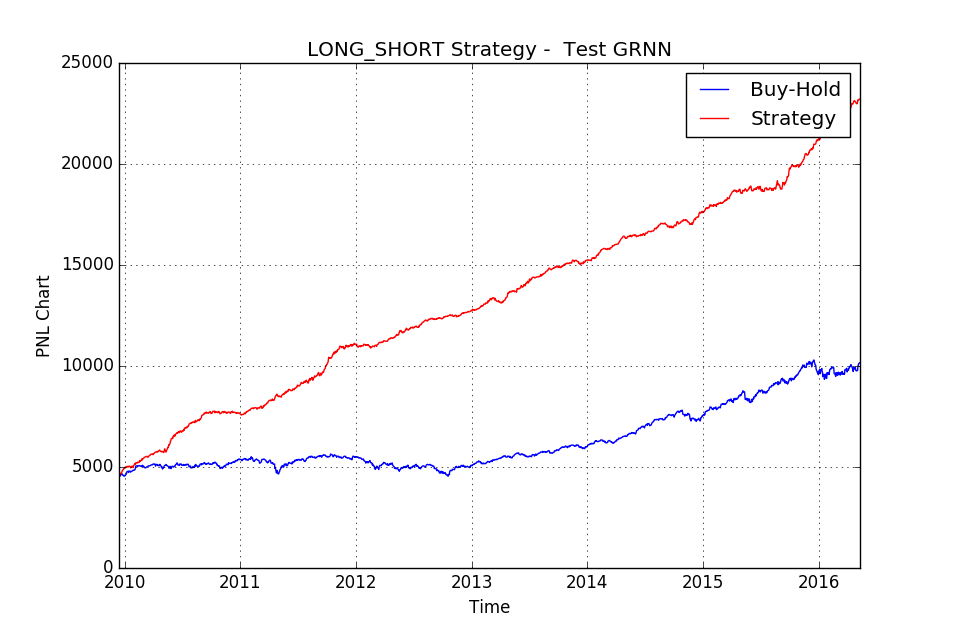 LONG_SHORT Strategy -  Test GRNN
25000
20000
15000
10000
5000
0
PNL Chart
Buy-Hold
Strategy
2010 2011 2012 2013 2014 2015 2016
Time